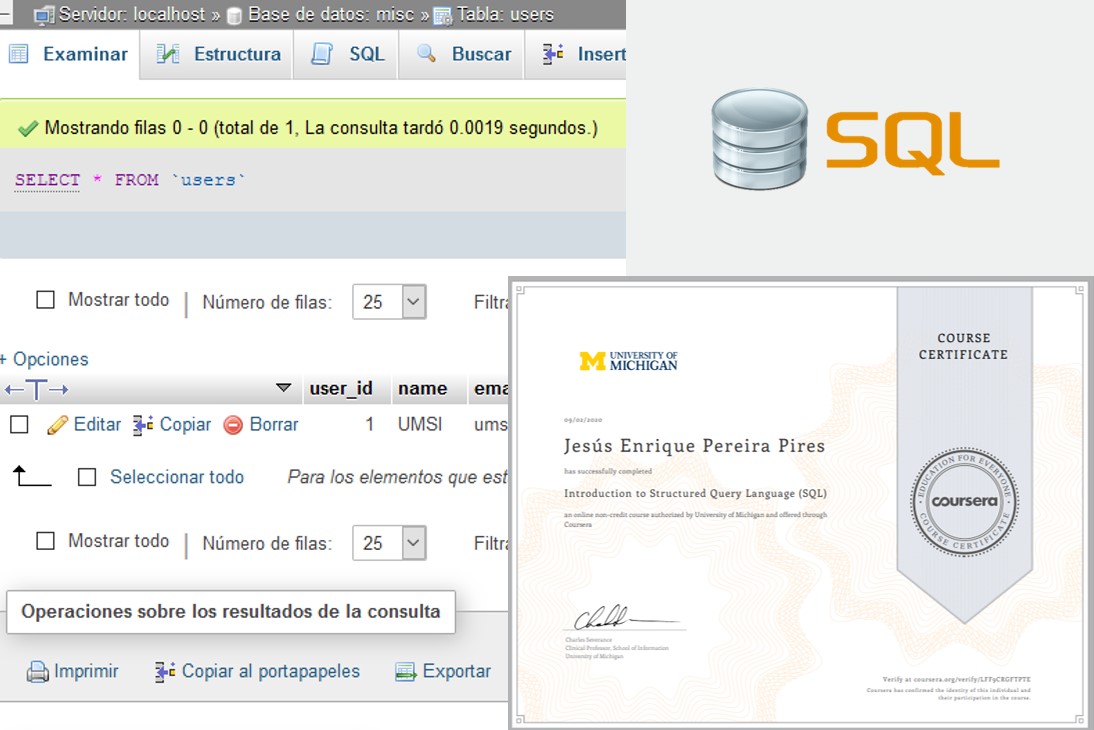 Servidor: localhost » Base de datos: misc » Tabla: users
Examinar Estructura SQL Buscar Insert
Mostrando filas 0 - 0 (total de 1, La consulta tardó 0.0019 segundos.)
SELECT * FROM `users`
Mostrar todo | Número de filas: 25 Filtra
+ Opciones
←T→ user_id name ema
Editar Copiar Borrar 1 UMSI ums
Seleccionar todo Para los elementos que est
Mostrar todo | Número de filas: 25 Filtra
Operaciones sobre los resultados de la consulta
Imprimir Copiar al portapapeles Exportar
SQL
M UNIVERSITY OF
MICHIGAN
09/02/2020
Jesús Enrique Pereira Pires
has successfully completed
Introduction to Structured Query Language (SQL)
an online non-credit course authorized by University of Michigan and offered through
Coursera
Charles Severance
Clinical Professor, School of Information
University of Michigan
COURSE
CERTIFICATE
EDUCATION FOR EVERYONE
coursera
COURSE CERTIFICATE
Verify at coursera.org/verify/
Coursera has confirmed the identity of this individual and
their participation in the course.